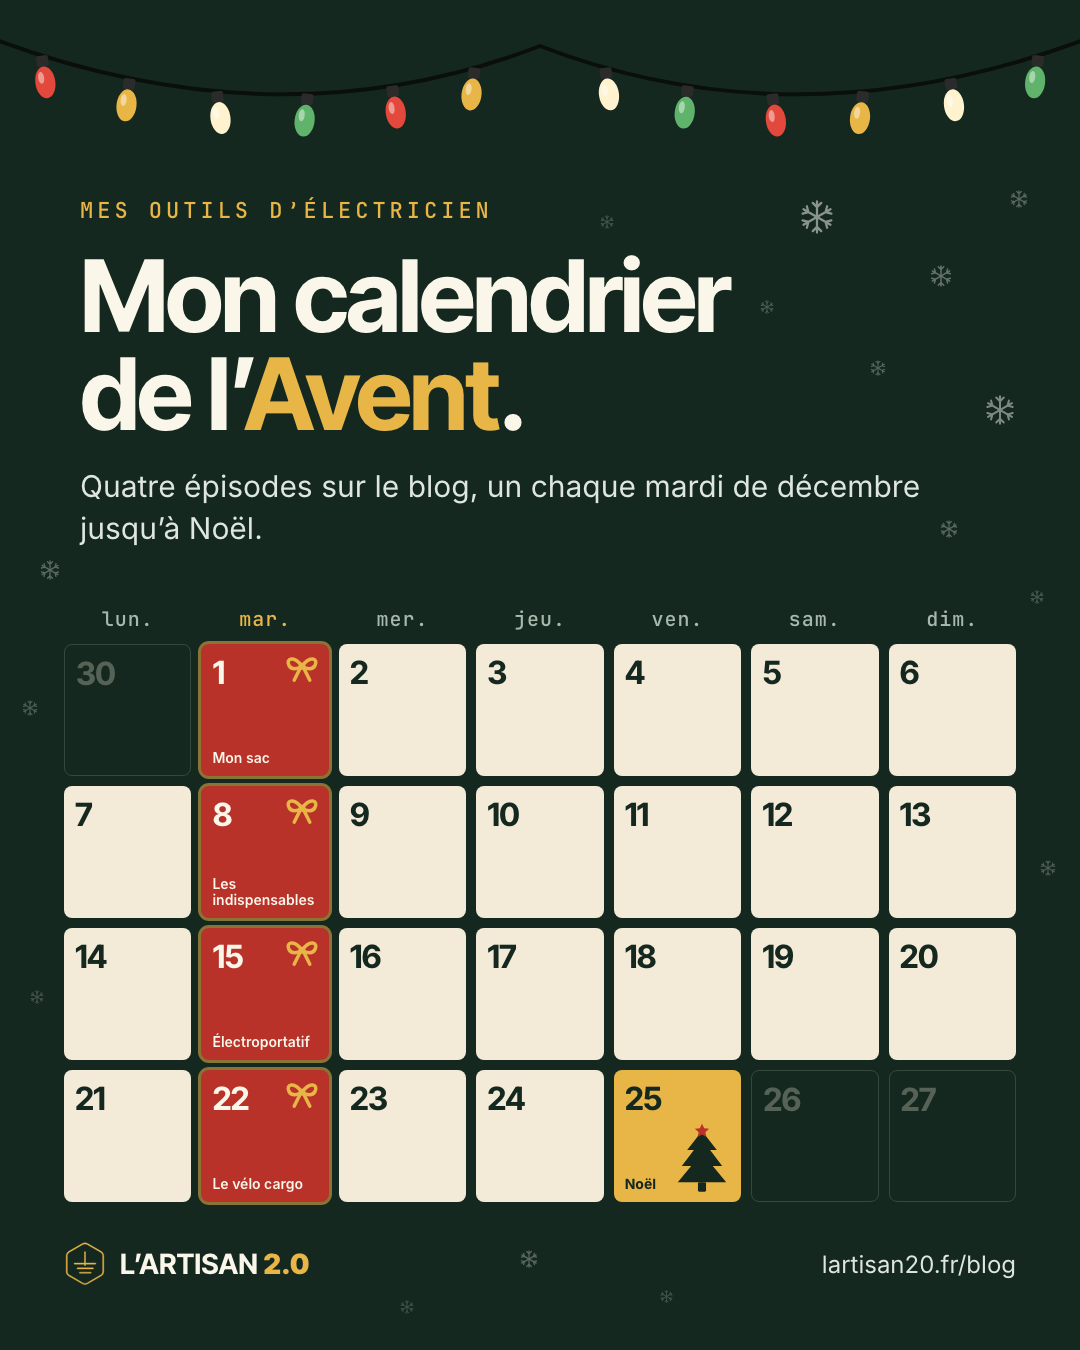 MES OUTILS D’ÉLECTRICIEN
Mon calendrier
de l’Avent.
Quatre épisodes sur le blog, un chaque mardi de décembre
jusqu’à Noël.
lun. mar. mer. jeu. ven. sam. dim.
30 1 2 3 4 5 6
Mon sac
7 8 9 10 11 12 13
Les
indispensables
14 15 16 17 18 19 20
Électroportatif
21 22 23 24 25 26 27
Le vélo cargo Noël
L’ARTISAN 2.0 lartisan20.fr/blog